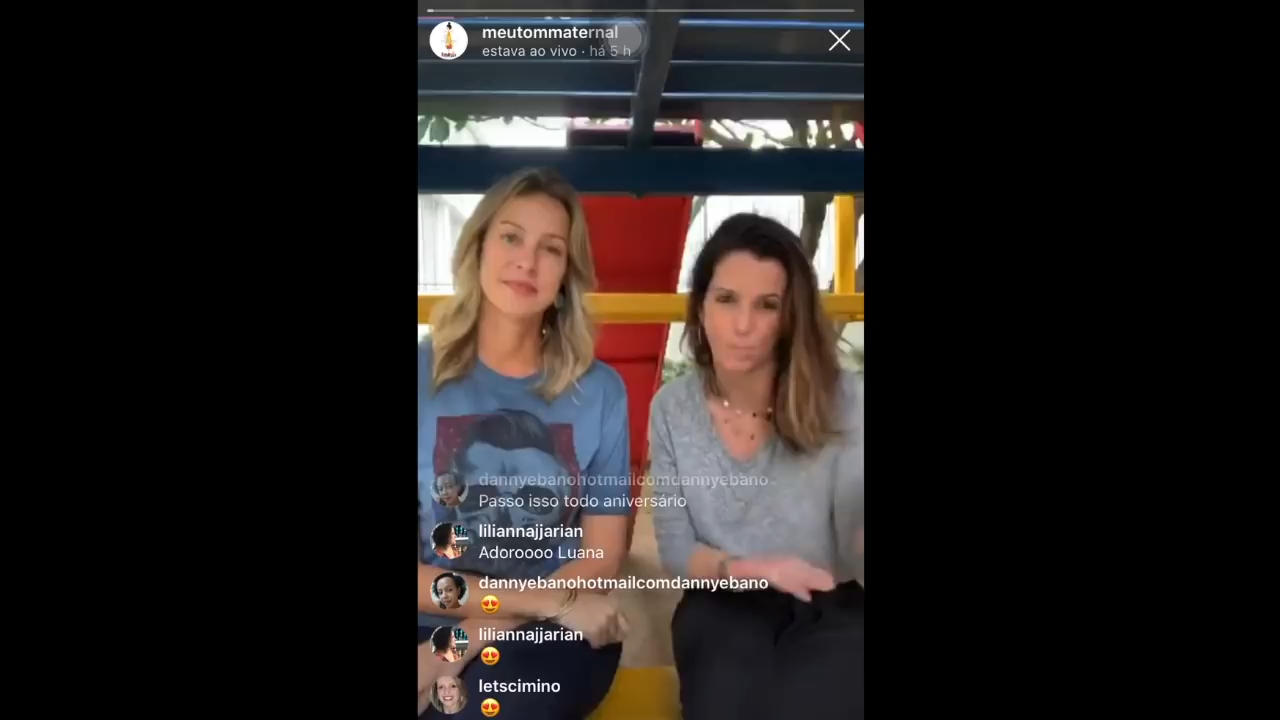 meutommaternal
estava ao vivo · há 5 h
dannyebanohotmailcomdannyebano
Passo isso todo aniversário
liliannajjarian
Adoroooo Luana
dannyebanohotmailcomdannyebano
😍
liliannajjarian
😍
letscimino
😍